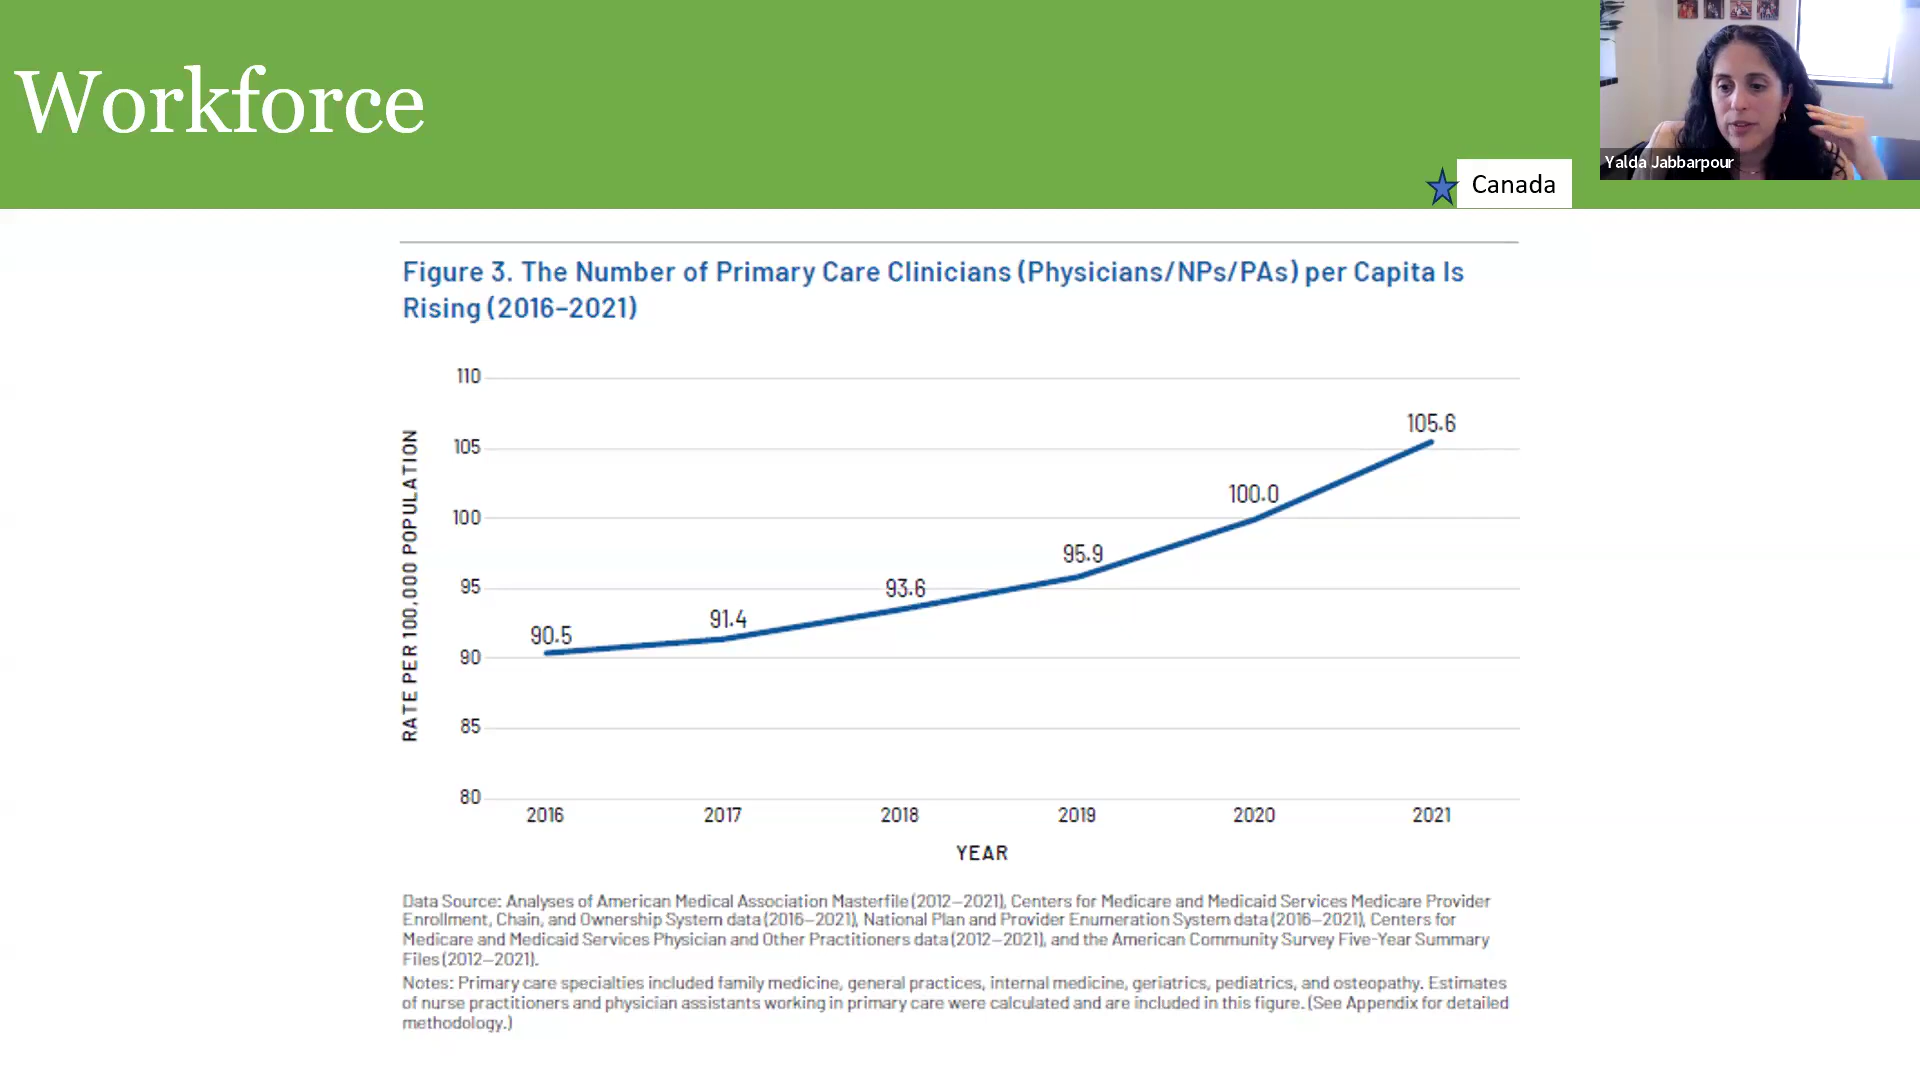 Workforce
Yalda Jabbarpour
Canada
Figure 3. The Number of Primary Care Clinicians (Physicians/NPs/PAs) per Capita Is
Rising (2016–2021)
RATE PER 100,000 POPULATION
110
105
100
95
90
85
80
90.5
91.4
93.6
95.9
100.0
105.6
2016
2017
2018
2019
2020
2021
YEAR
Data Source: Analyses of American Medical Association Masterfile (2012–2021), Centers for Medicare and Medicaid Services Medicare Provider
Enrollment, Chain, and Ownership System data (2016–2021), National Plan and Provider Enumeration System data (2016–2021), Centers for
Medicare and Medicaid Services Physician and Other Practitioners data (2012–2021), and the American Community Survey Five-Year Summary
Files (2012–2021).
Notes: Primary care specialties included family medicine, general practices, internal medicine, geriatrics, pediatrics, and osteopathy. Estimates
of nurse practitioners and physician assistants working in primary care were calculated and are included in this figure. (See Appendix for detailed
methodology.)